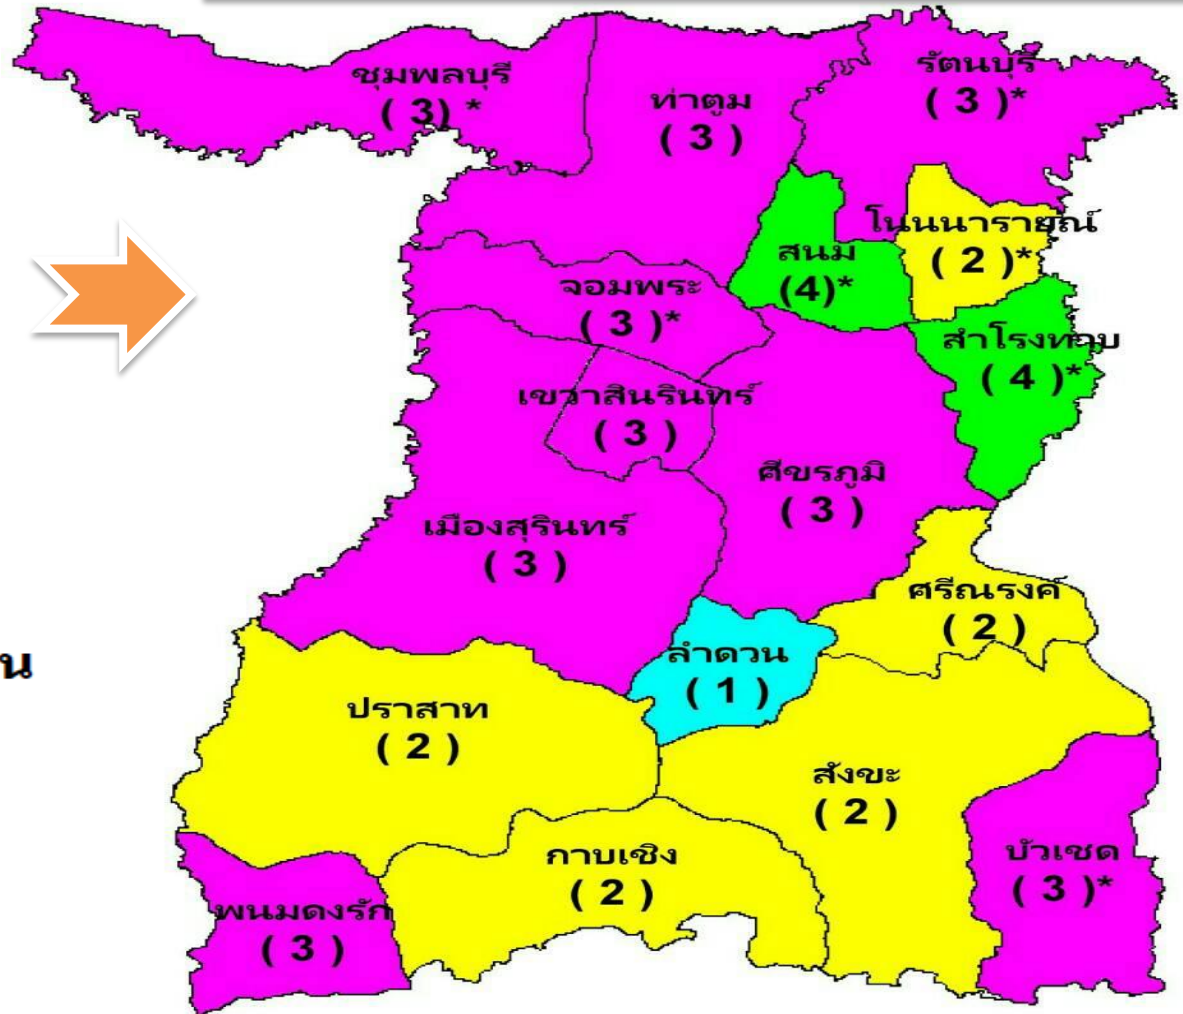 ชุมพลบุรี
( 3) *
ท่าตูม
( 3 )
รัตนบุรี
( 3 )*
สนม
(4)*
โนนนารายณ์
( 2 )*
จอมพระ
( 3 )*
สำโรงทาบ
( 4 )*
เขวาสินรินทร์
( 3 )
ศีขรภูมิ
( 3 )
เมืองสุรินทร์
( 3 )
ศรีณรงค์
( 2 )
น
ลำดวน
( 1 )
ปราสาท
( 2 )
สังขะ
( 2 )
กาบเชิง
( 2 )
บัวเชด
( 3 )*
พนมดงรัก
( 3 )